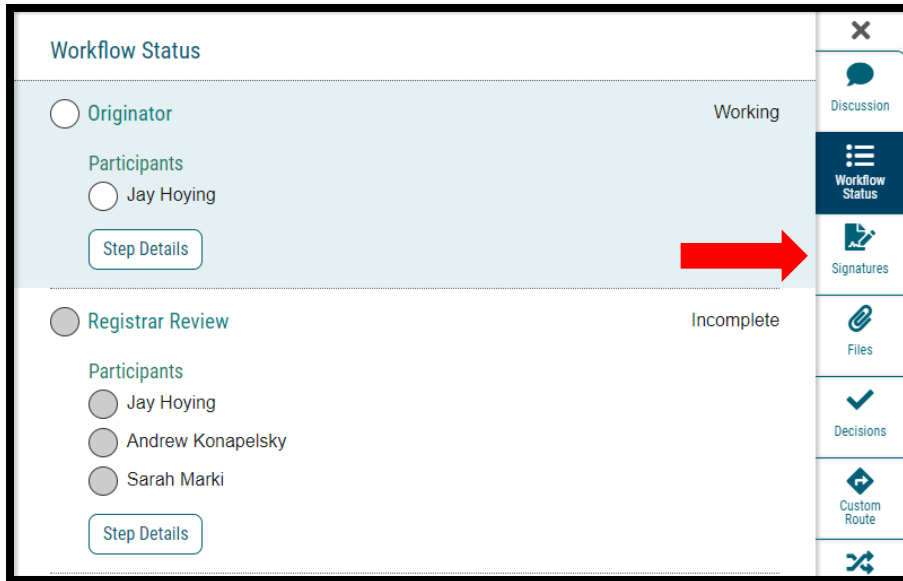 Workflow Status
Originator
Working
Participants
Jay Hoying
Step Details
Registrar Review
Incomplete
Participants
Jay Hoying
Andrew Konapelsky
Sarah Marki
Step Details
Discussion
Workflow
Status
Signatures
Files
Decisions
Custom
Route